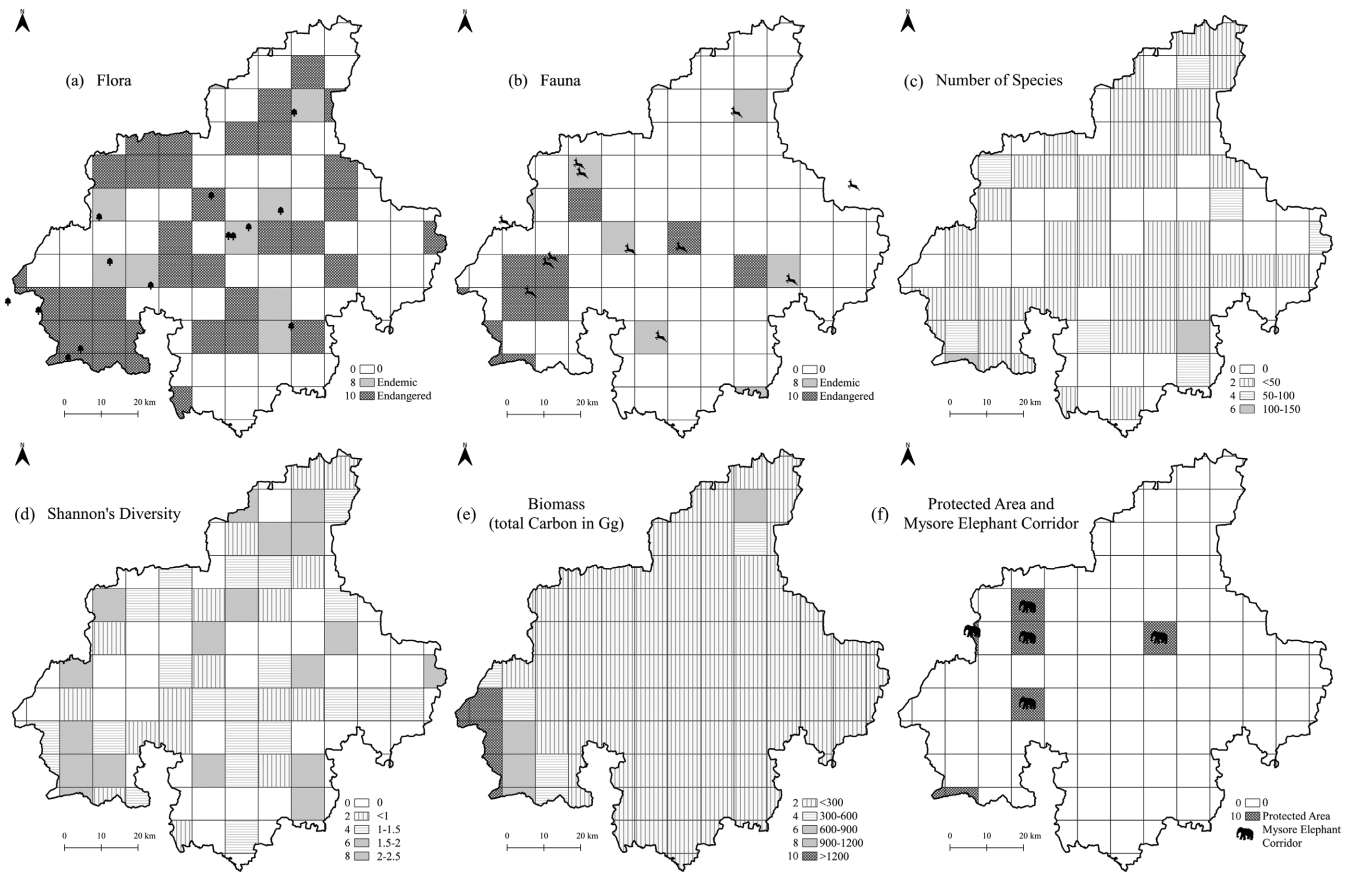 N
(a) Flora
0 0
8 Endemic
10 Endangered
0 10 20 km
N
(b) Fauna
0 0
8 Endemic
10 Endangered
0 10 20 km
N
(c) Number of Species
0 0
2 <50
4 50-100
6 100-150
0 10 20 km
N
(d) Shannon's Diversity
0 0
2 <1
4 1-1.5
6 1.5-2
8 2-2.5
0 10 20 km
N
(e) Biomass
(total Carbon in Gg)
2 <300
4 300-600
6 600-900
8 900-1200
10 >1200
0 10 20 km
N
(f) Protected Area and
Mysore Elephant Corridor
0 0
10 Protected Area
Mysore Elephant
Corridor
0 10 20 km